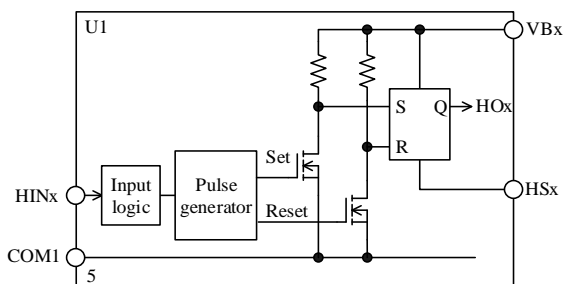 U1
VBx
S Q
HOx
R
Set
HINx
Input
logic
Pulse
generator
HSx
Reset
COM1
5